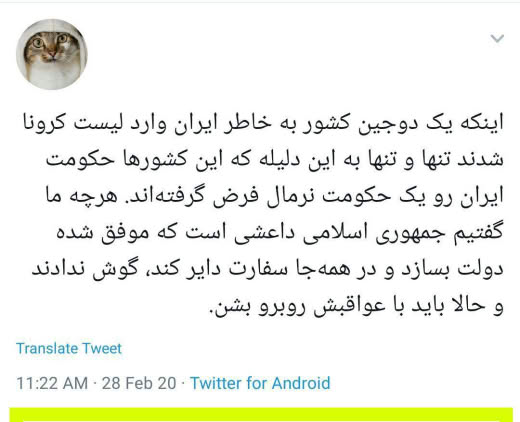 اینکه یک دوجین کشور به خاطر ایران وارد لیست کرونا
شدند تنها و تنها به این دلیله که این کشورها حکومت
ایران رو یک حکومت نرمال فرض گرفته‌اند. هرچه ما
گفتیم جمهوری اسلامی داعشی است که موفق شده
دولت بسازد و در همه‌جا سفارت دایر کند، گوش ندادند
و حالا باید با عواقبش روبرو بشن.
Translate Tweet
11:22 AM · 28 Feb 20 · Twitter for Android